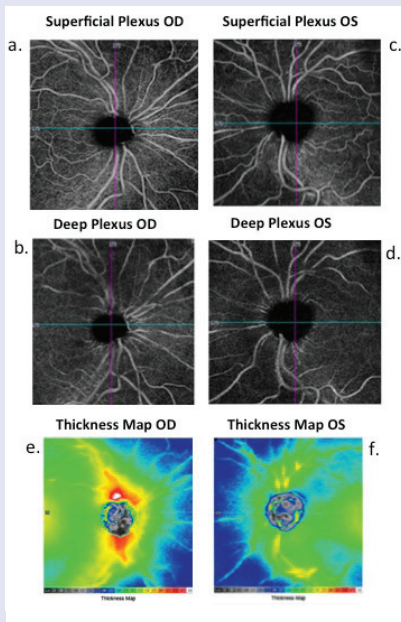 Superficial Plexus OD
Superficial Plexus OS
a.
c.
Deep Plexus OD
Deep Plexus OS
b.
d.
Thickness Map OD
Thickness Map OS
e.
f.
Thickness Map
Thickness Map